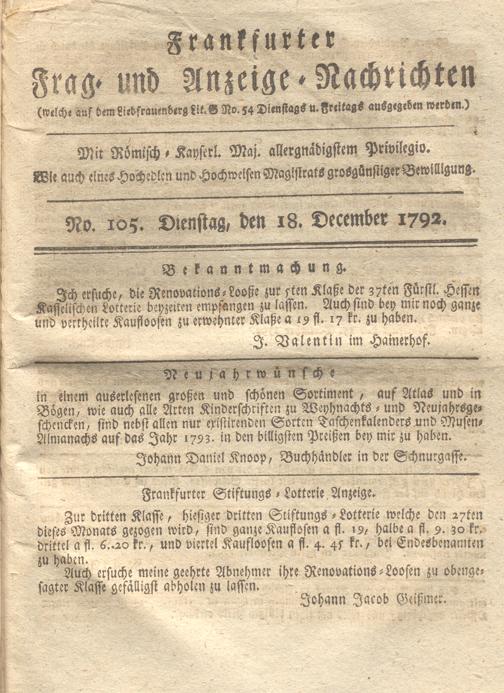 Frankfurter
Frag- und Anzeige-Nachrichten
(welche auf dem Liebfrauenberg Lit. G No. 54 Dienstags u. Freitags ausgegeben werden.)
Mit Römisch-Kayserl. Maj. allergnädigstem Privilegio.
Wie auch eines Hochedlen und Hochweisen Magistrats grosgünstiger Bewilligung.
No. 105. Dienstag, den 18. December 1792.
Bekanntmachung.
Ich ersuche, die Renovations-Looße zur 5ten Klaße der 37ten Fürstl. Hessen
Kasselischen Lotterie beyzeiten empfangen zu lassen. Auch sind bey mir noch ganze
und vertheilte Kaufloosen zu erwehnter Klaße a 19 fl. 17 kr. zu haben.
J. Valentin im Hainerhof.
Neujahrwünsche
in einem auserlesenen großen und schönen Sortiment, auf Atlas und in
Bögen, wie auch alle Arten Kinderschriften zu Weyhnachts- und Neujahrsge-
schencken, sind nebst allen nur existirenden Sorten Taschenkalenders und Musen-
Almanachs auf das Jahr 1793. in den billigsten Preißen bey mir zu haben.
Johann Daniel Knoop, Buchhändler in der Schnurgasse.
Frankfurter Stiftungs-Lotterie Anzeige.
Zur dritten Klasse, hiesiger dritten Stiftungs-Lotterie welche den 27ten
dieses Monats gezogen wird, sind ganze Kauflosen a fl. 19, halbe a fl. 9. 30 kr.
drittel a fl. 6..20 kr., und viertel Kaufloosen a fl. 4. 45 kr., bei Endesbenannten
zu haben.
Auch ersuche meine geehrte Abnehmer ihre Renovations-Loosen zu obenge-
sagter Klasse gefälligst abholen zu lassen.
Johann Jacob Geißmer.